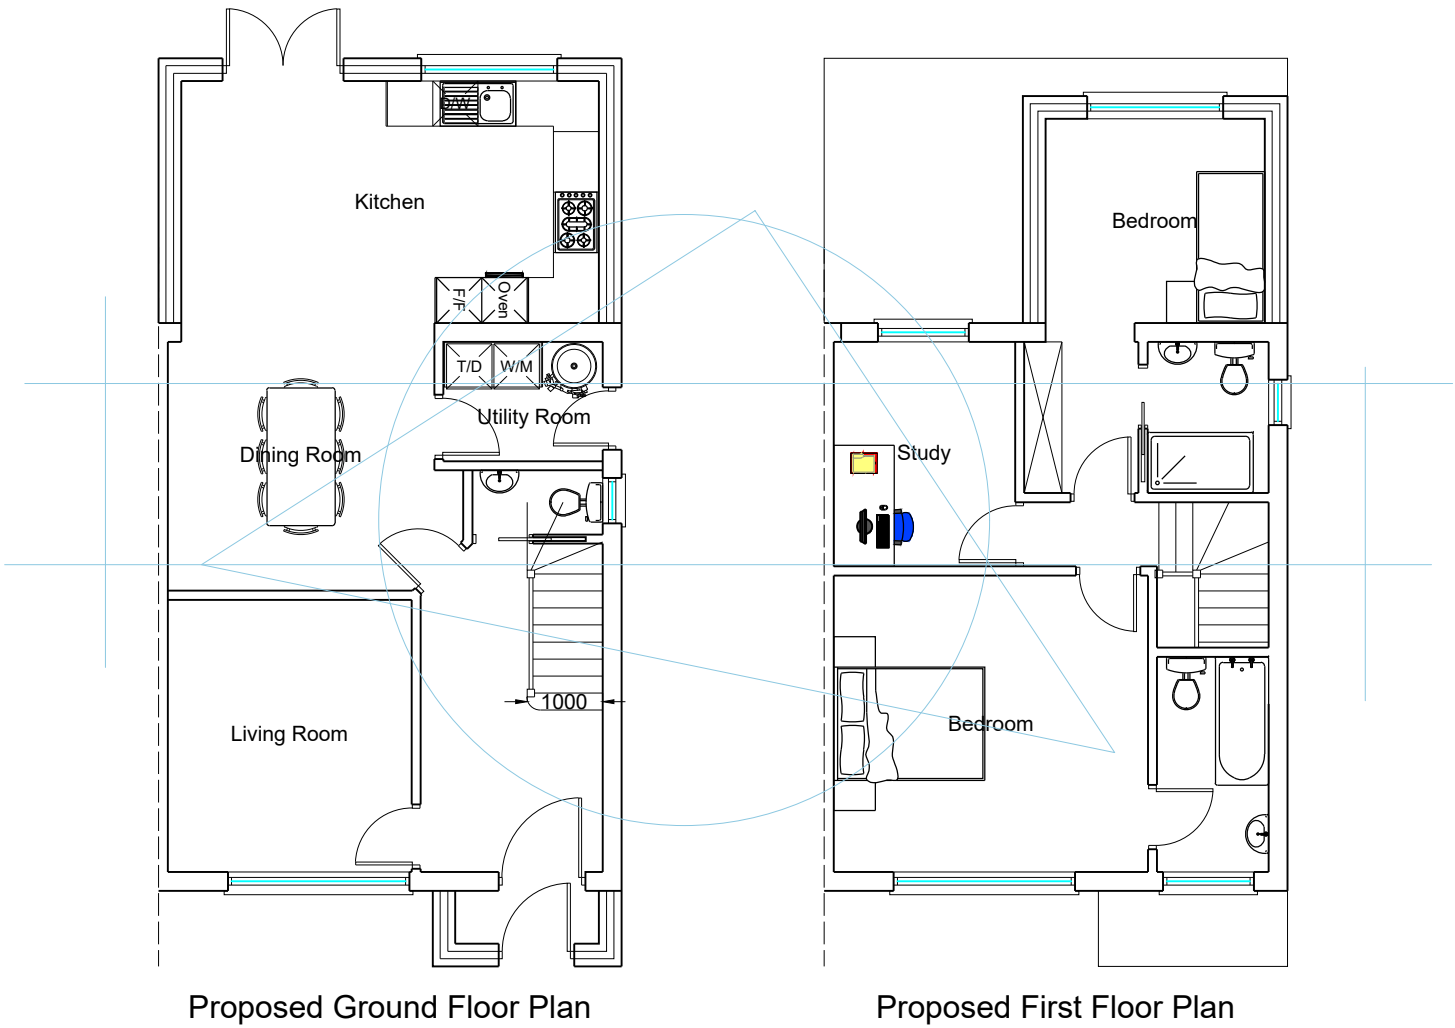 D/W
Kitchen
F/F
Oven
T/D
W/M
Utility Room
Dining Room
1000
Living Room
Proposed Ground Floor Plan
Bedroom
Study
Bedroom
Proposed First Floor Plan